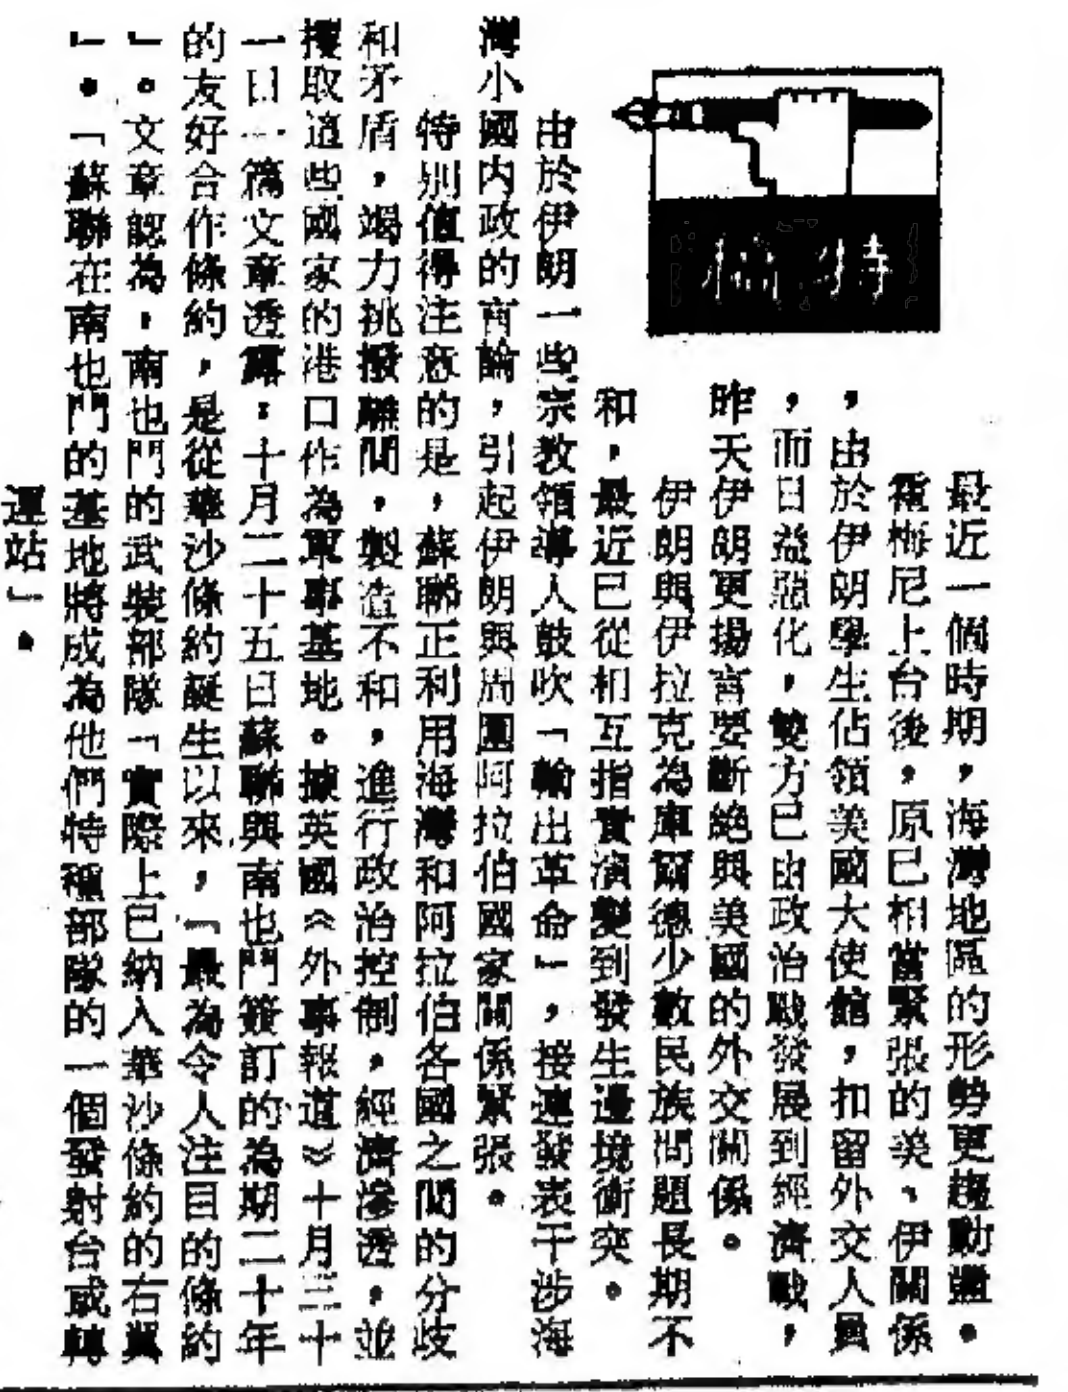 特稿
最近一個時期，海灣地區的形勢更趨動盪。
霍梅尼上台後，原已相當緊張的美、伊關係
，由於伊朗學生佔領美國大使館，扣留外交人員
，而日益惡化，雙方已由政治戰發展到經濟戰，
昨天伊朗更揚言要斷絕與美國的外交關係。
伊朗與伊拉克為庫爾德少數民族問題長期不
和，最近已從相互指責演變到發生邊境衝突。
由於伊朗一些宗教領導人鼓吹「輸出革命」，接連發表干涉海
灣小國內政的言論，引起伊朗與周圍阿拉伯國家關係緊張。
特別值得注意的是，蘇聯正利用海灣和阿拉伯各國之間的分歧
和矛盾，竭力挑撥離間，製造不和，進行政治控制，經濟滲透，並
攫取這些國家的港口作為軍事基地。據英國《外事報道》十月三十
一日一篇文章透露：十月二十五日蘇聯與南也門簽訂的為期二十年
的友好合作條約，是從華沙條約誕生以來，「最為令人注目的條約
」。文章認為，南也門的武裝部隊「實際上已納入華沙條約的右翼
」。「蘇聯在南也門的基地將成為他們特種部隊的一個發射台或轉
運站」。